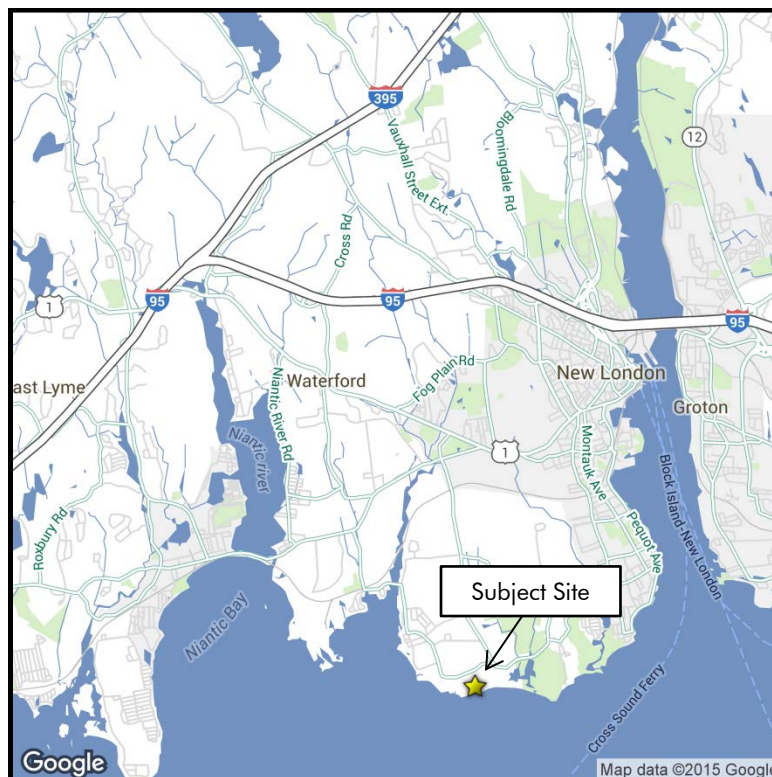 395
12
Vauxhall Street Ext.
Bloomingdale Rd
Cross Rd
1
95
95
95
ast Lyme
Waterford
Fog Plain Rd
New London
Groton
Niantic River Rd
Niantic river
1
Montauk Ave
Block Island-New London
Pequot Ave
Roxbury Rd
Niantic Bay
Subject Site
Cross Sound Ferry
Google
Map data ©2015 Google